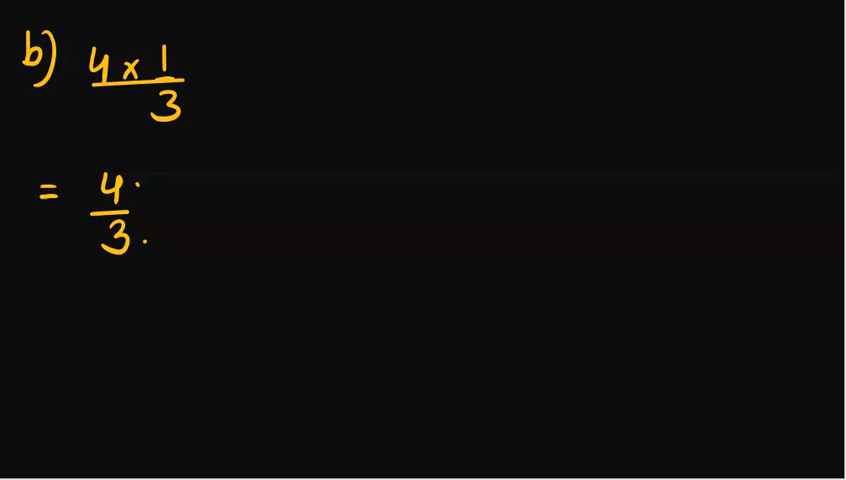 b) 4 × 1
3
= 4
3